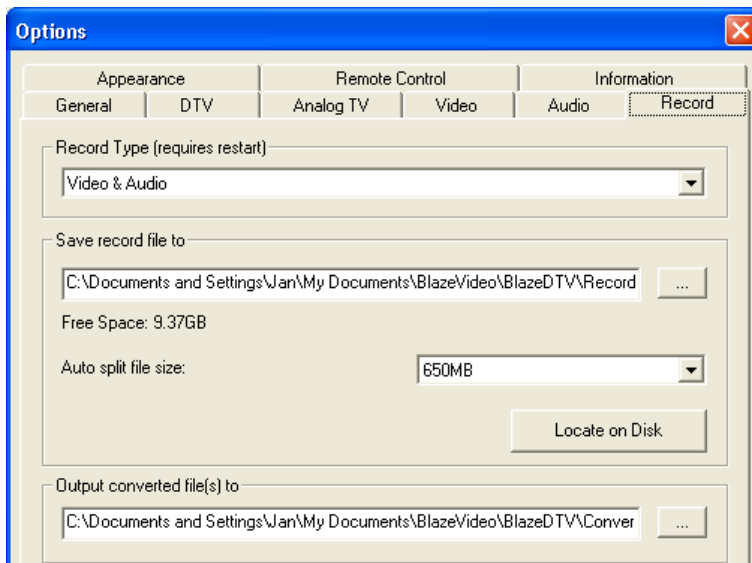 Options
Appearance Remote Control Information
General DTV Analog TV Video Audio Record
Record Type (requires restart)
Video & Audio
Save record file to
C:\Documents and Settings\Jan\My Documents\BlazeVideo\BlazeDTV\Record
...
Free Space: 9.37GB
Auto split file size:
650MB
Locate on Disk
Output converted file(s) to
C:\Documents and Settings\Jan\My Documents\BlazeVideo\BlazeDTV\Conver
...